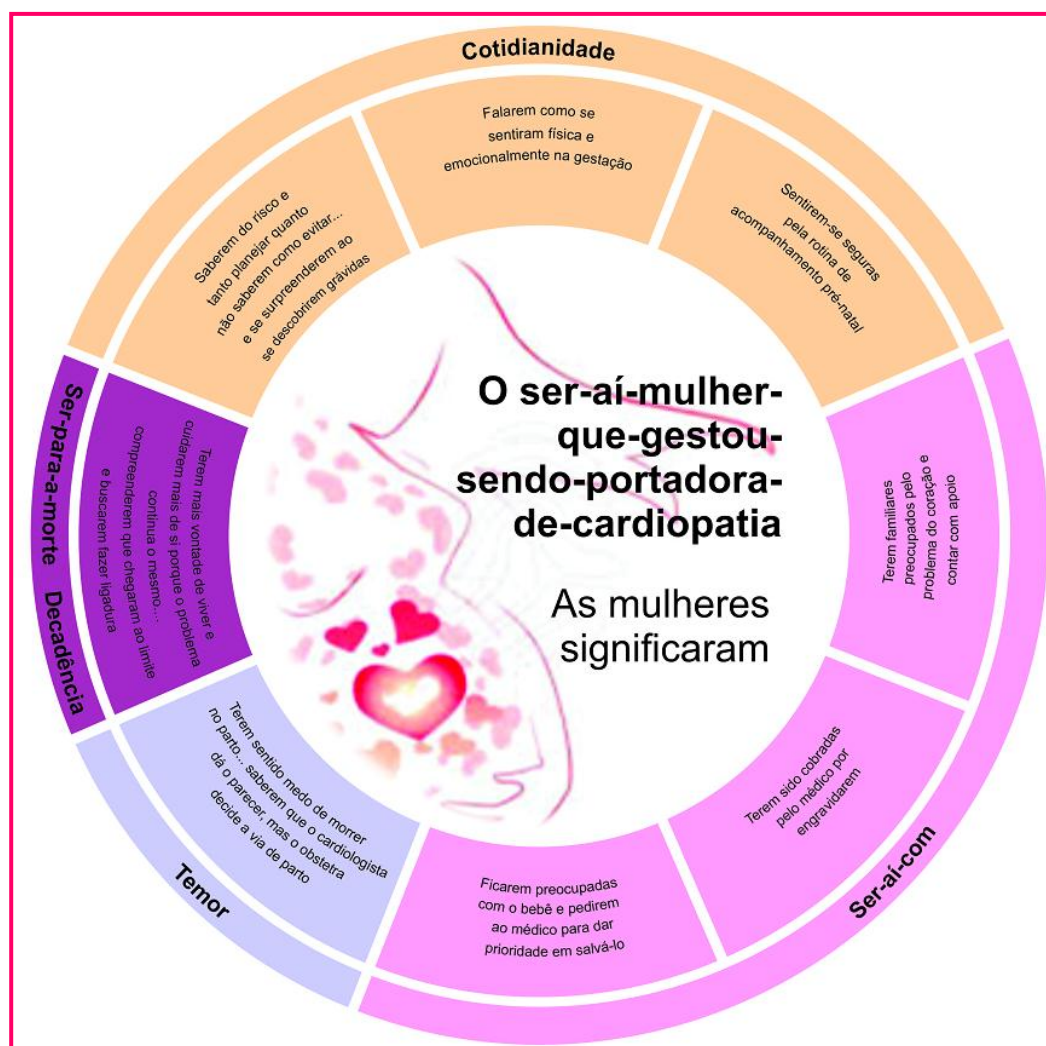 Cotidianidade
Saberem do risco e
tanto planejar quanto
não saberem como evitar...
e se surpreenderem ao
se descobrirem grávidas
Falarem como se
sentiram física e
emocionalmente na gestação
Sentirem-se seguras
pela rotina de
acompanhamento pré-natal
Ser-aí-com
Terem familiares
preocupados pelo
problema do coração e
contar com apoio
Terem sido cobradas
pelo médico por
engravidarem
Ficarem preocupadas
com o bebê e pedirem
ao médico para dar
prioridade em salvá-lo
Temor
Terem sentido medo de morrer
no parto... saberem que o cardiologista
dá o parecer, mas o obstetra
decide a via de parto
Ser-para-a-morte Decadência
Terem mais vontade de viver e
cuidarem mais de si porque o problema
continua o mesmo....
compreenderem que chegaram ao limite
e buscarem fazer ligadura
O ser-aí-mulher-
que-gestou-
sendo-portadora-
de-cardiopatia
As mulheres
significaram